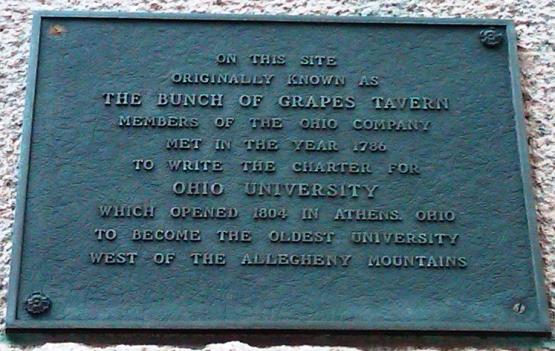 ON THIS SITE
ORIGINALLY KNOWN AS
THE BUNCH OF GRAPES TAVERN
MEMBERS OF THE OHIO COMPANY
MET IN THE YEAR 1786
TO WRITE THE CHARTER FOR
OHIO UNIVERSITY
WHICH OPENED 1804 IN ATHENS, OHIO
TO BECOME THE OLDEST UNIVERSITY
WEST OF THE ALLEGHENY MOUNTAINS